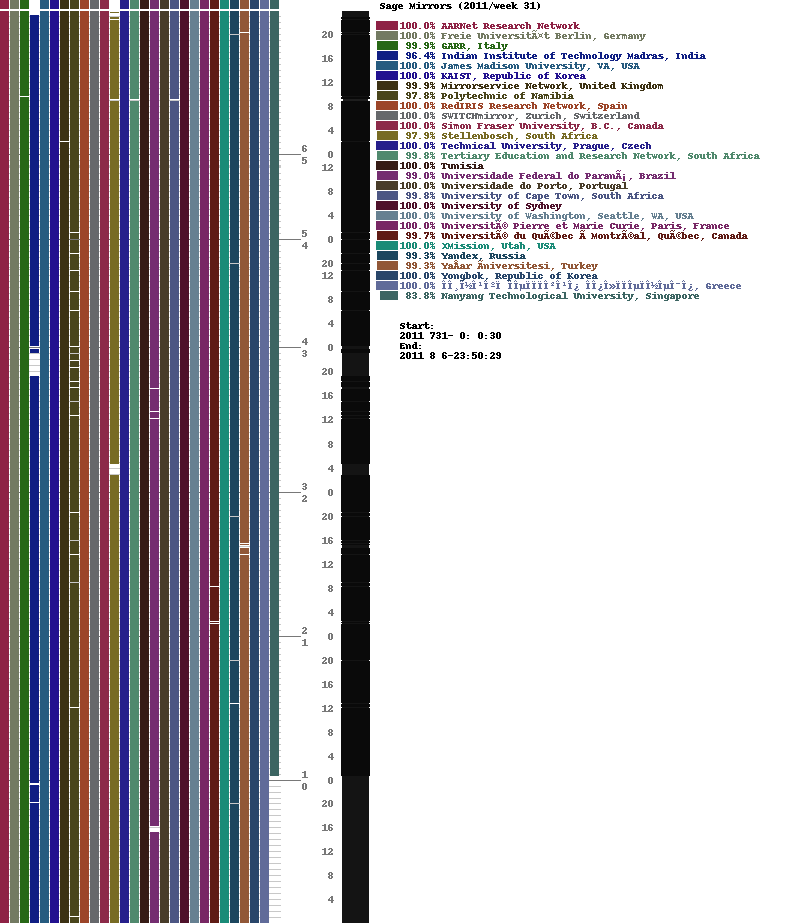 Sage Mirrors (2011/week 31)
100.0% AARNet Research Network
100.0% Freie UniversitÃ¤t Berlin, Germany
99.9% GARR, Italy
96.4% Indian Institute of Technology Madras, India
100.0% James Madison University, VA, USA
100.0% KAIST, Republic of Korea
99.9% Mirrorservice Network, United Kingdom
97.8% Polytechnic of Namibia
100.0% RedIRIS Research Network, Spain
100.0% SWITCHmirror, Zurich, Switzerland
100.0% Simon Fraser University, B.C., Canada
97.9% Stellenbosch, South Africa
100.0% Technical University, Prague, Czech
99.8% Tertiary Education and Research Network, South Africa
100.0% Tunisia
99.0% Universidade Federal do ParanÃ¡, Brazil
100.0% Universidade do Porto, Portugal
99.8% University of Cape Town, South Africa
100.0% University of Sydney
100.0% University of Washington, Seattle, WA, USA
100.0% UniversitÃ© Pierre et Marie Curie, Paris, France
99.7% UniversitÃ© du QuÃ©bec Ã MontrÃ©al, QuÃ©bec, Canada
100.0% XMission, Utah, USA
99.3% Yandex, Russia
99.3% YaÅar Ãniversitesi, Turkey
100.0% Yongbok, Republic of Korea
100.0% , Greece
83.8% Nanyang Technological University, Singapore
Start:
2011 731- 0: 0:30
End:
2011 8 6-23:50:29
20
16
12
8
4
6
0
5
12
8
4
5
0
4
20
12
8
4
4
0
3
20
16
12
8
4
3
0
2
20
16
12
8
4
2
0
1
20
16
12
8
4
1
0
0
20
16
12
8
4